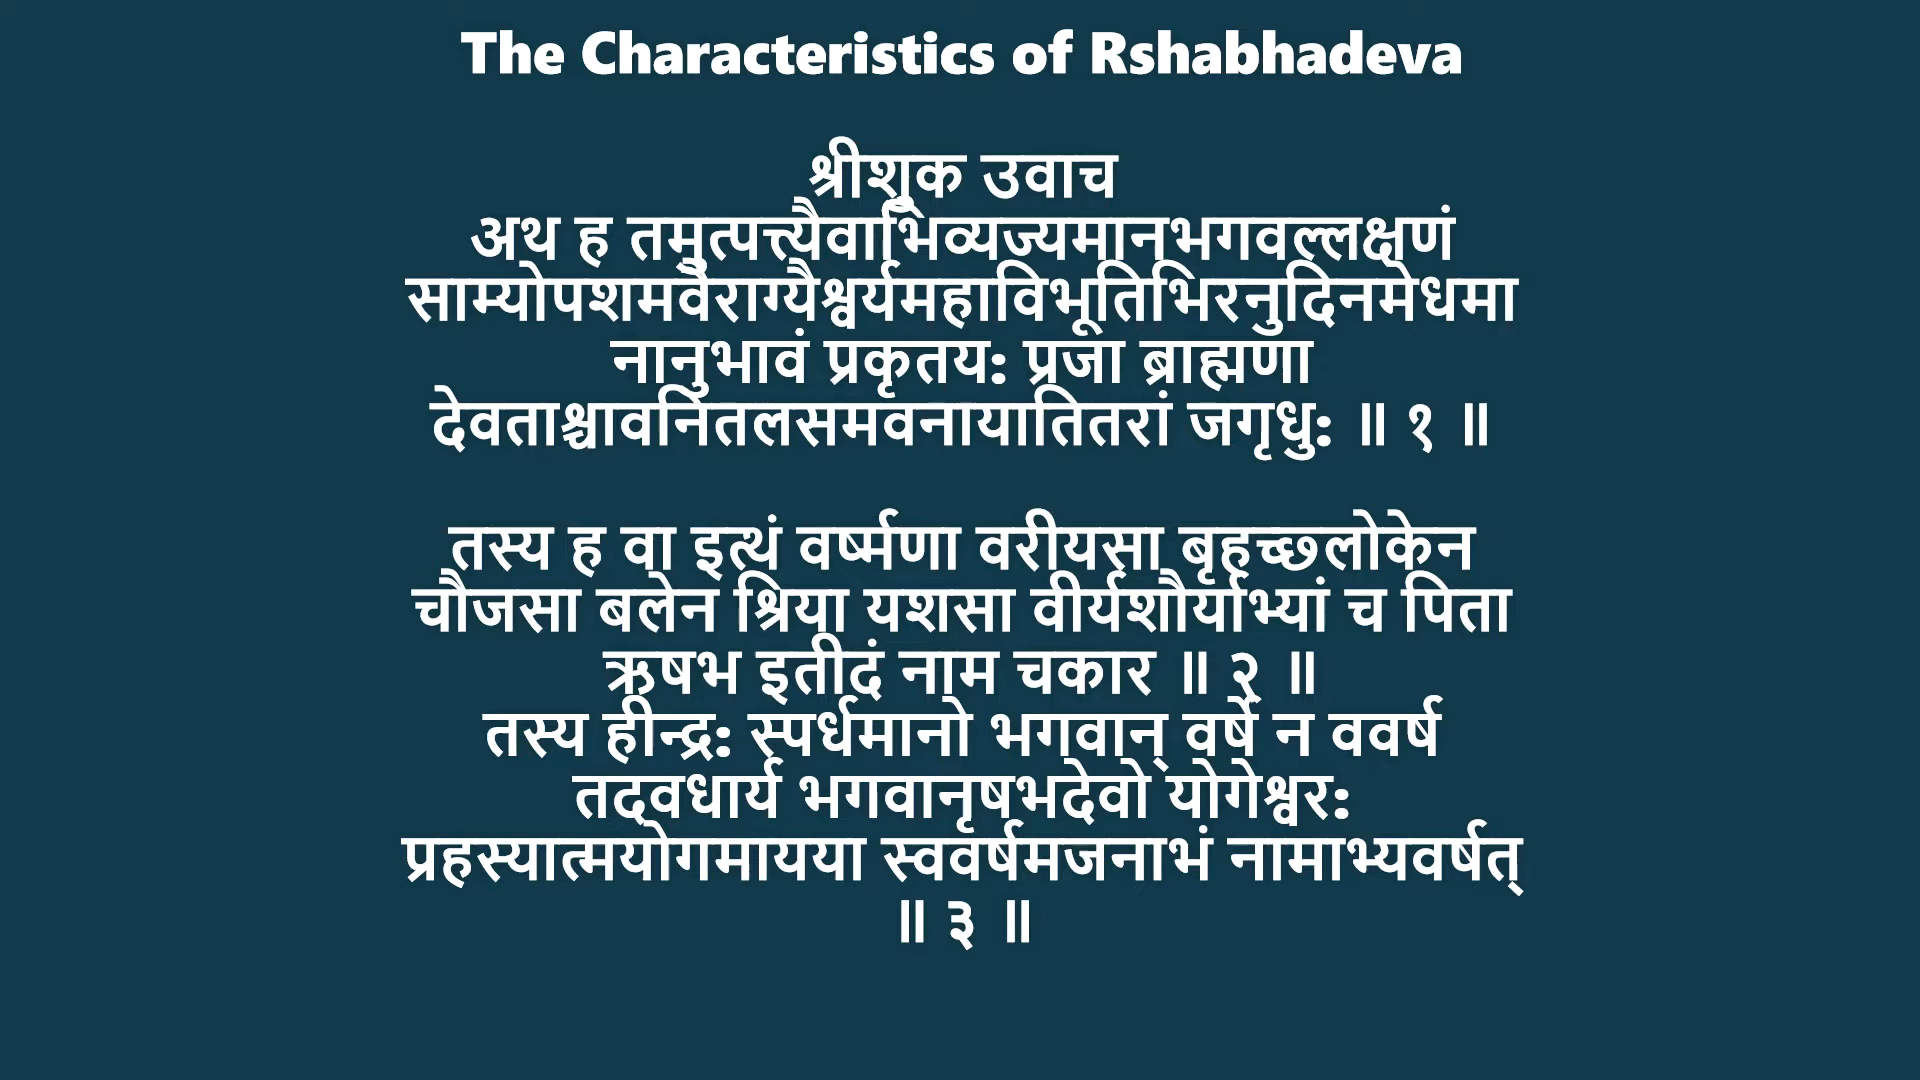 The Characteristics of Rshabhadeva
श्रीशुक उवाच
अथ ह तमुत्पत्त्यैवाभिव्यज्यमानभगवल्लक्षणं
साम्योपशमवैराग्यैश्वर्यमहाविभूतिभिरनुदिनमेधमा
नानुभावं प्रकृतय: प्रजा ब्राह्मणा
देवताश्चावनितलसमवनायातितरां जगृधु: ॥ १ ॥
तस्य ह वा इत्थं वर्ष्मणा वरीयसा बृहच्छ्लोकेन
चौजसा बलेन श्रिया यशसा वीर्यशौर्याभ्यां च पिता
ऋषभ इतीदं नाम चकार ॥ २ ॥
तस्य हीन्द्र: स्पर्धमानो भगवान् वर्षे न ववर्ष
तदवधार्य भगवानृषभदेवो योगेश्वर:
प्रहस्यात्मयोगमायया स्ववर्षमजनाभं नामाभ्यवर्षत्
॥ ३ ॥